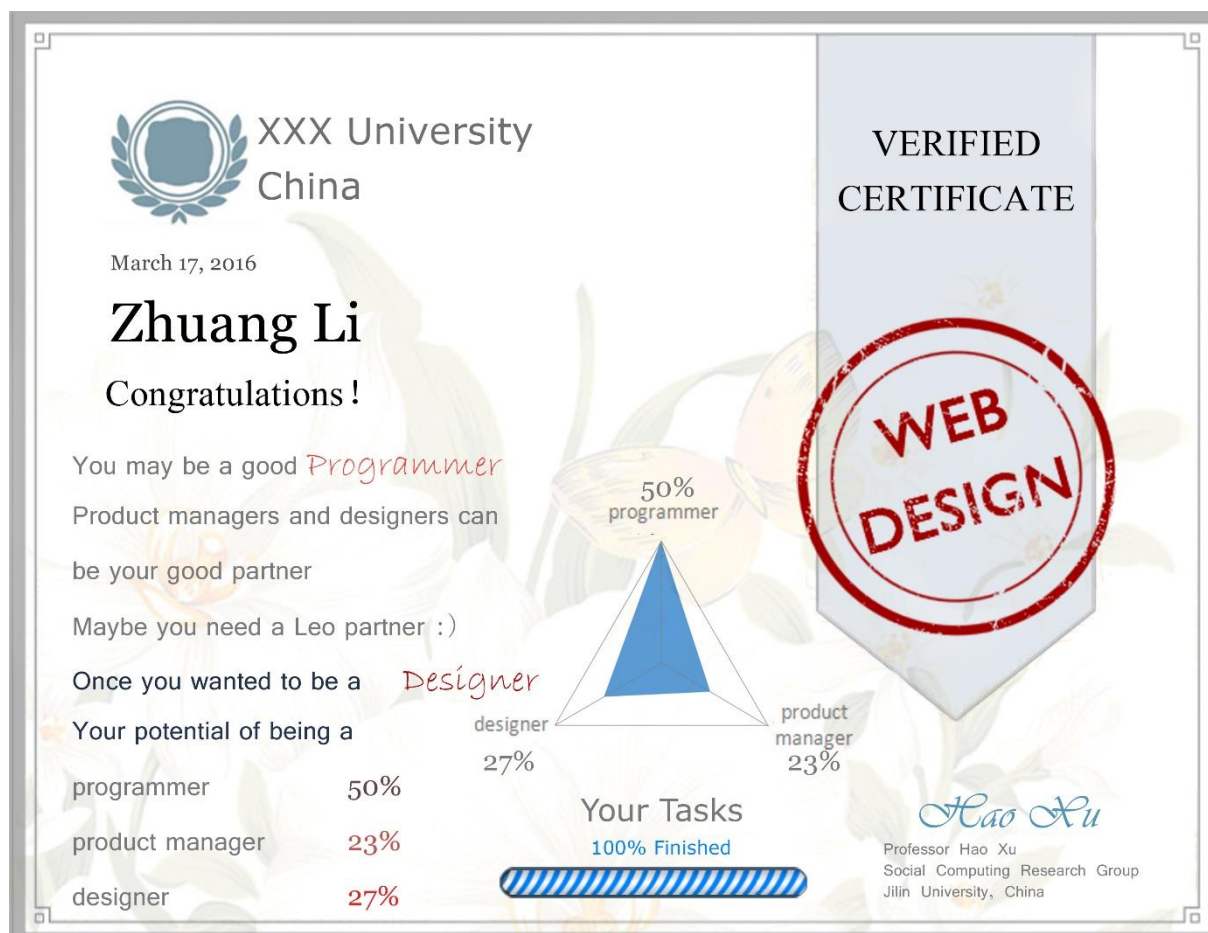 XXX University
China
VERIFIED
CERTIFICATE
March 17, 2016
Zhuang Li
Congratulations!
WEB
DESIGN
You may be a good Programmer
Product managers and designers can
be your good partner
Maybe you need a Leo partner :)
Once you wanted to be a Designer
Your potential of being a
programmer 50%
product manager 23%
designer 27%
50%
programmer
designer
27%
product
manager
23%
Your Tasks
100% Finished
Hao Xu
Professor Hao Xu
Social Computing Research Group
Jilin University, China